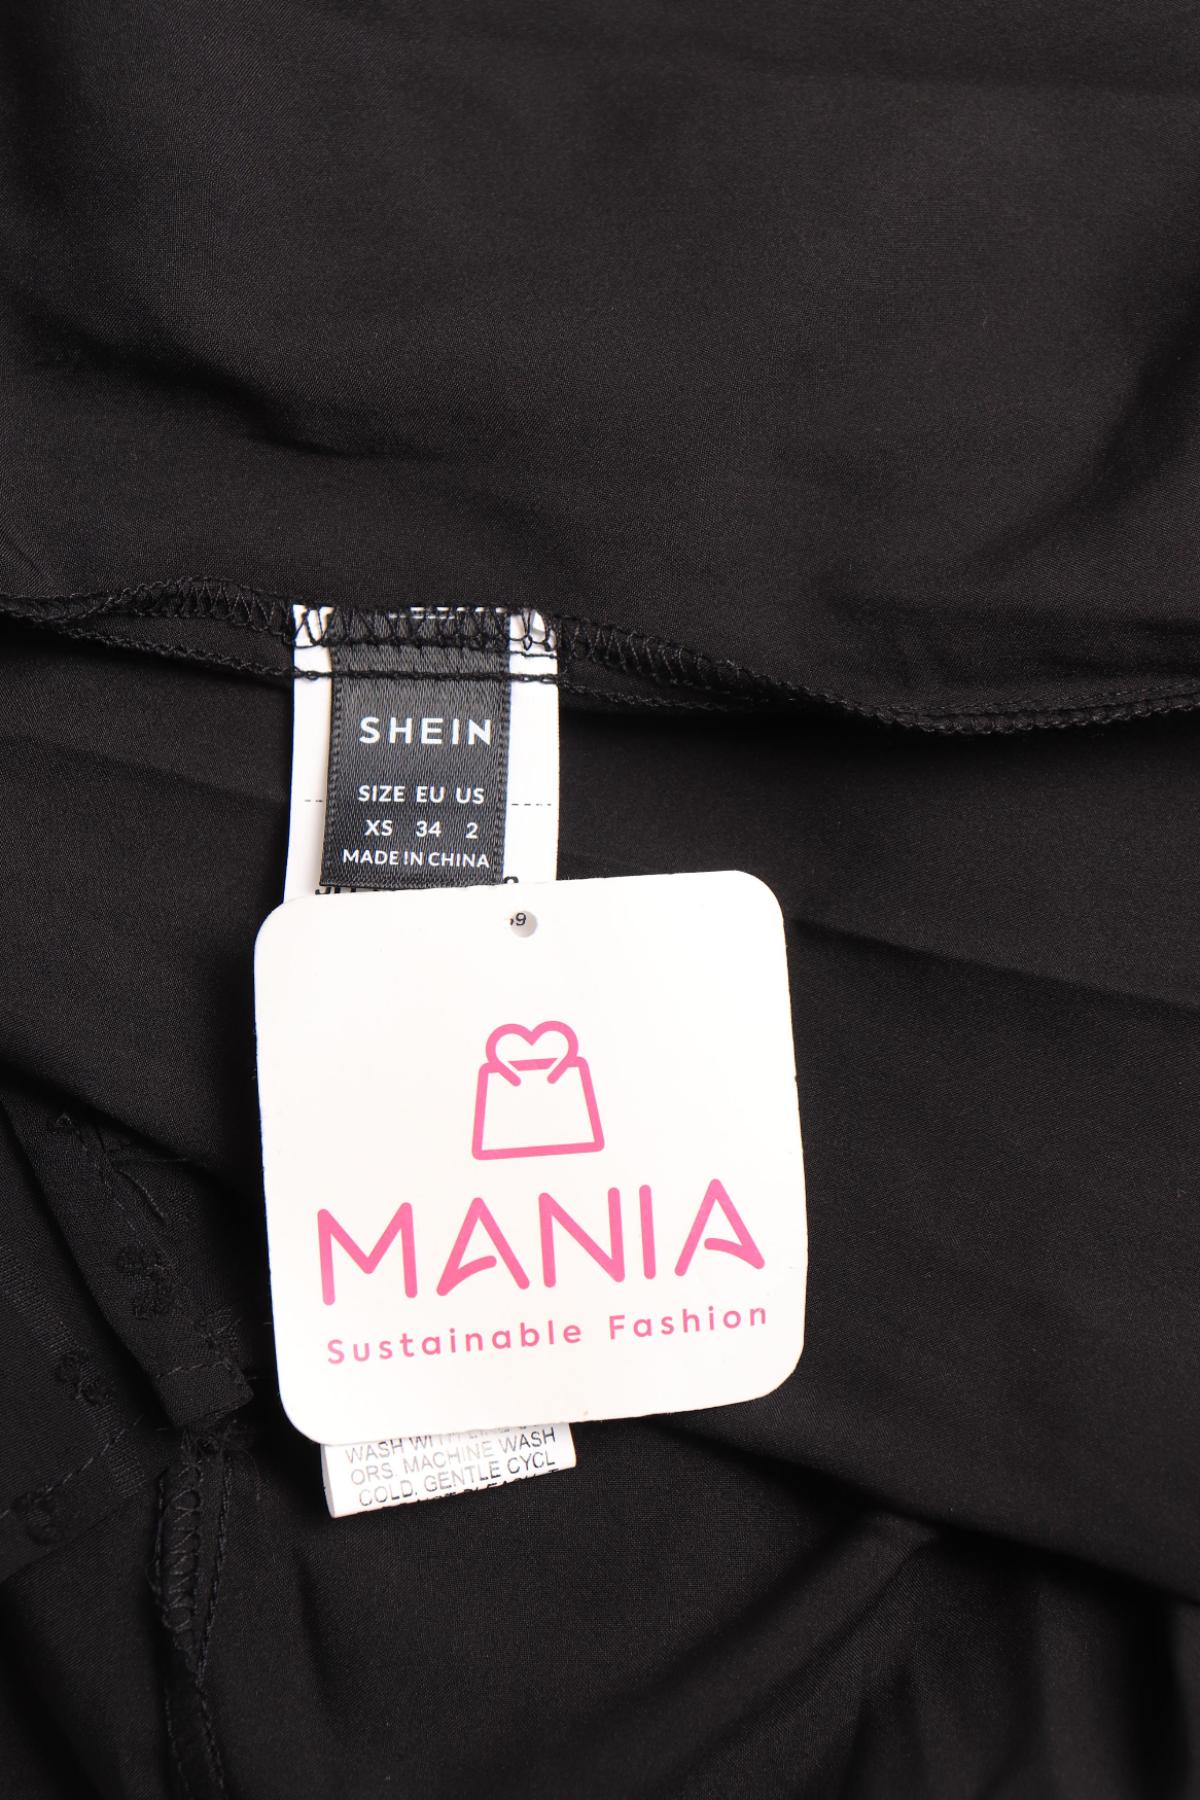 SHEIN
SIZE EU US
XS 34 2
MADE IN CHINA
MANIA
Sustainable Fashion
WASH WITH
ORS. MACHINE WASH
COLD. GENTLE CYCL